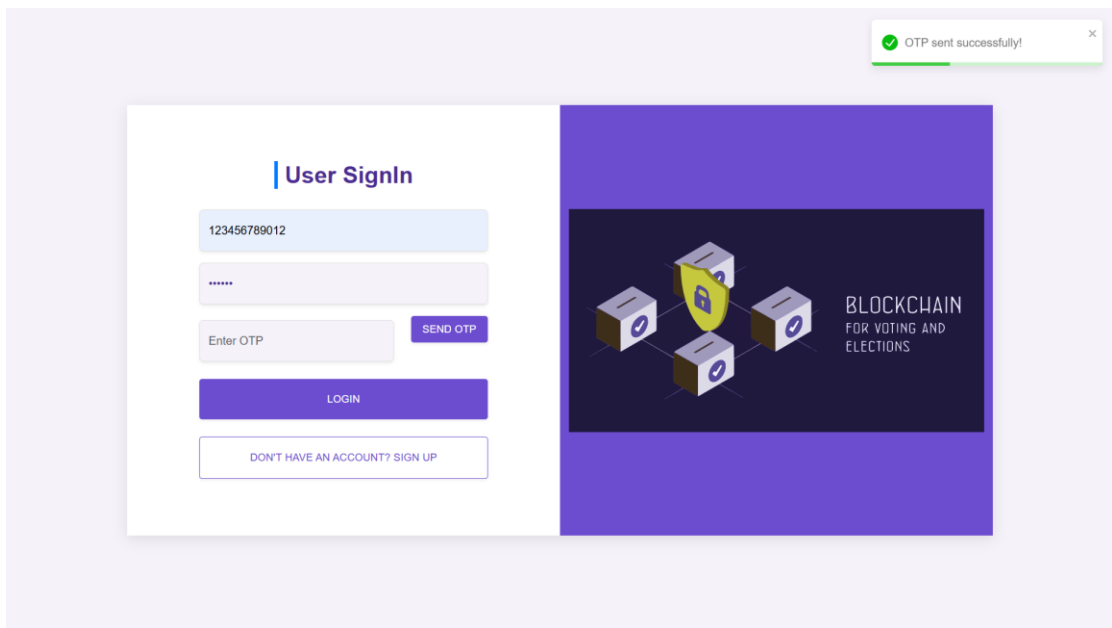 OTP sent successfully!
User SignIn
123456789012
••••••
Enter OTP
SEND OTP
LOGIN
DON'T HAVE AN ACCOUNT? SIGN UP
BLOCKCHAIN
FOR VOTING AND
ELECTIONS